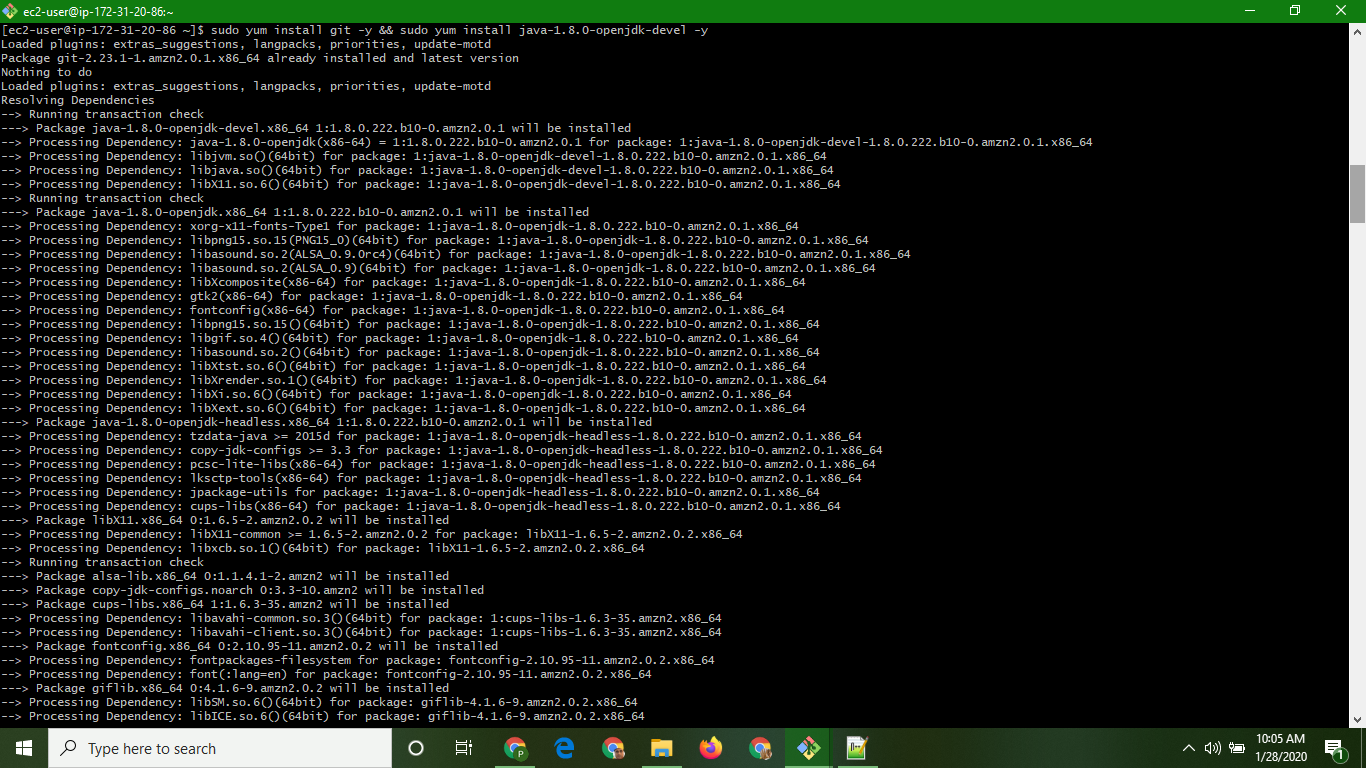 ec2-user@ip-172-31-20-86:~
[ec2-user@ip-172-31-20-86 ~]$ sudo yum install git -y && sudo yum install java-1.8.0-openjdk-devel -y
Loaded plugins: extras_suggestions, langpacks, priorities, update-motd
Package git-2.23.1-1.amzn2.0.1.x86_64 already installed and latest version
Nothing to do
Loaded plugins: extras_suggestions, langpacks, priorities, update-motd
Resolving Dependencies
--> Running transaction check
---> Package java-1.8.0-openjdk-devel.x86_64 1:1.8.0.222.b10-0.amzn2.0.1 will be installed
--> Processing Dependency: java-1.8.0-openjdk(x86-64) = 1:1.8.0.222.b10-0.amzn2.0.1 for package: 1:java-1.8.0-openjdk-devel-1.8.0.222.b10-0.amzn2.0.1.x86_64
--> Processing Dependency: libjvm.so()(64bit) for package: 1:java-1.8.0-openjdk-devel-1.8.0.222.b10-0.amzn2.0.1.x86_64
--> Processing Dependency: libjava.so()(64bit) for package: 1:java-1.8.0-openjdk-devel-1.8.0.222.b10-0.amzn2.0.1.x86_64
--> Processing Dependency: libX11.so.6()(64bit) for package: 1:java-1.8.0-openjdk-devel-1.8.0.222.b10-0.amzn2.0.1.x86_64
--> Running transaction check
---> Package java-1.8.0-openjdk.x86_64 1:1.8.0.222.b10-0.amzn2.0.1 will be installed
--> Processing Dependency: xorg-x11-fonts-Type1 for package: 1:java-1.8.0-openjdk-1.8.0.222.b10-0.amzn2.0.1.x86_64
--> Processing Dependency: libpng15.so.15(PNG15_0)(64bit) for package: 1:java-1.8.0-openjdk-1.8.0.222.b10-0.amzn2.0.1.x86_64
--> Processing Dependency: libasound.so.2(ALSA_0.9.0rc4)(64bit) for package: 1:java-1.8.0-openjdk-1.8.0.222.b10-0.amzn2.0.1.x86_64
--> Processing Dependency: libasound.so.2(ALSA_0.9)(64bit) for package: 1:java-1.8.0-openjdk-1.8.0.222.b10-0.amzn2.0.1.x86_64
--> Processing Dependency: libXcomposite(x86-64) for package: 1:java-1.8.0-openjdk-1.8.0.222.b10-0.amzn2.0.1.x86_64
--> Processing Dependency: gtk2(x86-64) for package: 1:java-1.8.0-openjdk-1.8.0.222.b10-0.amzn2.0.1.x86_64
--> Processing Dependency: fontconfig(x86-64) for package: 1:java-1.8.0-openjdk-1.8.0.222.b10-0.amzn2.0.1.x86_64
--> Processing Dependency: libpng15.so.15()(64bit) for package: 1:java-1.8.0-openjdk-1.8.0.222.b10-0.amzn2.0.1.x86_64
--> Processing Dependency: libgif.so.4()(64bit) for package: 1:java-1.8.0-openjdk-1.8.0.222.b10-0.amzn2.0.1.x86_64
--> Processing Dependency: libasound.so.2()(64bit) for package: 1:java-1.8.0-openjdk-1.8.0.222.b10-0.amzn2.0.1.x86_64
--> Processing Dependency: libXtst.so.6()(64bit) for package: 1:java-1.8.0-openjdk-1.8.0.222.b10-0.amzn2.0.1.x86_64
--> Processing Dependency: libXrender.so.1()(64bit) for package: 1:java-1.8.0-openjdk-1.8.0.222.b10-0.amzn2.0.1.x86_64
--> Processing Dependency: libXi.so.6()(64bit) for package: 1:java-1.8.0-openjdk-1.8.0.222.b10-0.amzn2.0.1.x86_64
--> Processing Dependency: libXext.so.6()(64bit) for package: 1:java-1.8.0-openjdk-1.8.0.222.b10-0.amzn2.0.1.x86_64
---> Package java-1.8.0-openjdk-headless.x86_64 1:1.8.0.222.b10-0.amzn2.0.1 will be installed
--> Processing Dependency: tzdata-java >= 2015d for package: 1:java-1.8.0-openjdk-headless-1.8.0.222.b10-0.amzn2.0.1.x86_64
--> Processing Dependency: copy-jdk-configs >= 3.3 for package: 1:java-1.8.0-openjdk-headless-1.8.0.222.b10-0.amzn2.0.1.x86_64
--> Processing Dependency: pcsc-lite-libs(x86-64) for package: 1:java-1.8.0-openjdk-headless-1.8.0.222.b10-0.amzn2.0.1.x86_64
--> Processing Dependency: lksctp-tools(x86-64) for package: 1:java-1.8.0-openjdk-headless-1.8.0.222.b10-0.amzn2.0.1.x86_64
--> Processing Dependency: jpackage-utils for package: 1:java-1.8.0-openjdk-headless-1.8.0.222.b10-0.amzn2.0.1.x86_64
--> Processing Dependency: cups-libs(x86-64) for package: 1:java-1.8.0-openjdk-headless-1.8.0.222.b10-0.amzn2.0.1.x86_64
---> Package libX11.x86_64 0:1.6.5-2.amzn2.0.2 will be installed
--> Processing Dependency: libX11-common >= 1.6.5-2.amzn2.0.2 for package: libX11-1.6.5-2.amzn2.0.2.x86_64
--> Processing Dependency: libxcb.so.1()(64bit) for package: libX11-1.6.5-2.amzn2.0.2.x86_64
--> Running transaction check
---> Package alsa-lib.x86_64 0:1.1.4.1-2.amzn2 will be installed
---> Package copy-jdk-configs.noarch 0:3.3-10.amzn2 will be installed
---> Package cups-libs.x86_64 1:1.6.3-35.amzn2 will be installed
--> Processing Dependency: libavahi-common.so.3()(64bit) for package: 1:cups-libs-1.6.3-35.amzn2.x86_64
--> Processing Dependency: libavahi-client.so.3()(64bit) for package: 1:cups-libs-1.6.3-35.amzn2.x86_64
---> Package fontconfig.x86_64 0:2.10.95-11.amzn2.0.2 will be installed
--> Processing Dependency: fontpackages-filesystem for package: fontconfig-2.10.95-11.amzn2.0.2.x86_64
--> Processing Dependency: font(:lang=en) for package: fontconfig-2.10.95-11.amzn2.0.2.x86_64
---> Package giflib.x86_64 0:4.1.6-9.amzn2.0.2 will be installed
--> Processing Dependency: libSM.so.6()(64bit) for package: giflib-4.1.6-9.amzn2.0.2.x86_64
--> Processing Dependency: libICE.so.6()(64bit) for package: giflib-4.1.6-9.amzn2.0.2.x86_64
Type here to search
P
10:05 AM
1/28/2020
1